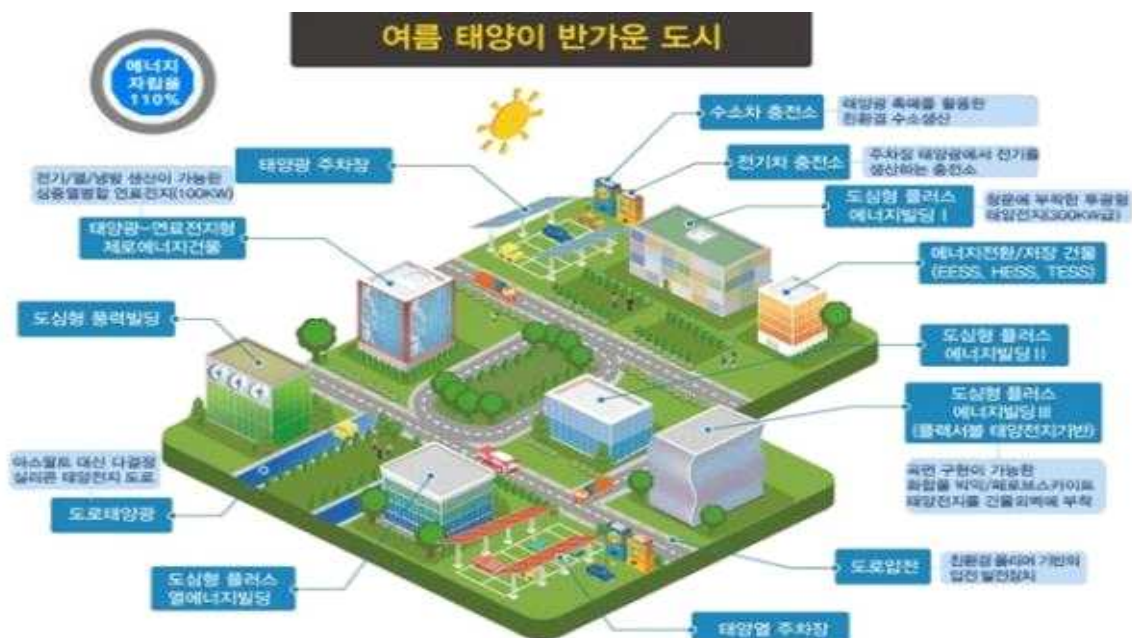 여름 태양이 반가운 도시
에너지
자립율
110%
수소차 충전소
태양광 촉매를 활용한
친환경 수소생산
태양광 주차장
전기차 충전소
주차장 태양광에서 전기를
생산하는 충전소
전기/열/냉방 생산이 가능한
삼중열병합 연료전지(100KW)
도심형 플러스
에너지빌딩 I
창문에 부착한 투광형
태양전지(300KW급)
태양광-연료전지형
제로에너지건물
에너지전환/저장 건물
(EESS, HESS, TESS)
도심형 풍력빌딩
도심형 플러스
에너지빌딩 II
도심형 플러스
에너지빌딩 III
(플렉서블 태양전지기반)
아스팔트 대신 다결정
실리콘 태양전지 도로
곡면 구현이 가능한
화합물 박막/페로브스카이트
태양전지를 건물외벽에 부착
도로태양광
도로압전
친환경 폴리머 기반의
압전 발전장치
도심형 플러스
열에너지빌딩
태양열 주차장